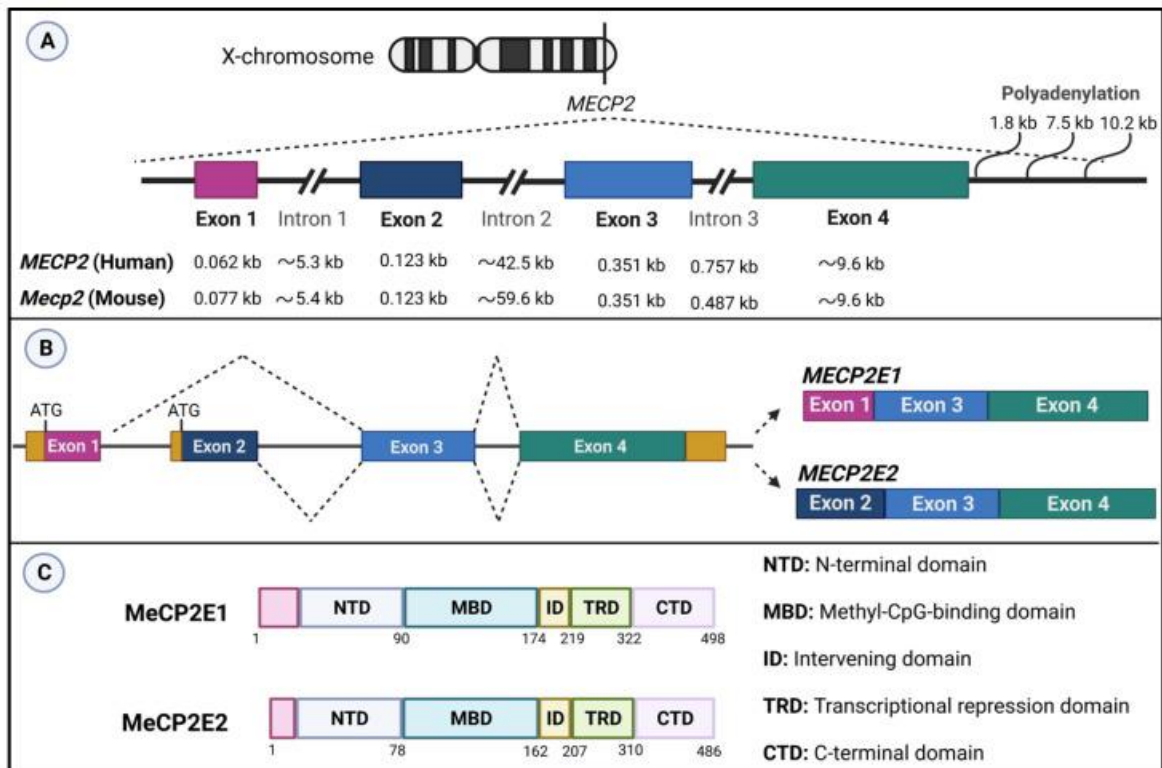 A
X-chromosome
MECP2
Polyadenylation
1.8 kb 7.5 kb 10.2 kb
Exon 1 Intron 1 Exon 2 Intron 2 Exon 3 Intron 3 Exon 4
MECP2 (Human) 0.062 kb ~5.3 kb 0.123 kb ~42.5 kb 0.351 kb 0.757 kb ~9.6 kb
Mecp2 (Mouse) 0.077 kb ~5.4 kb 0.123 kb ~59.6 kb 0.351 kb 0.487 kb ~9.6 kb
B
ATG ATG
Exon 1 Exon 2 Exon 3 Exon 4
MECP2E1
Exon 1 Exon 3 Exon 4
MECP2E2
Exon 2 Exon 3 Exon 4
C
MeCP2E1 NTD MBD ID TRD CTD
1 90 174 219 322 498
MeCP2E2 NTD MBD ID TRD CTD
1 78 162 207 310 486
NTD: N-terminal domain
MBD: Methyl-CpG-binding domain
ID: Intervening domain
TRD: Transcriptional repression domain
CTD: C-terminal domain